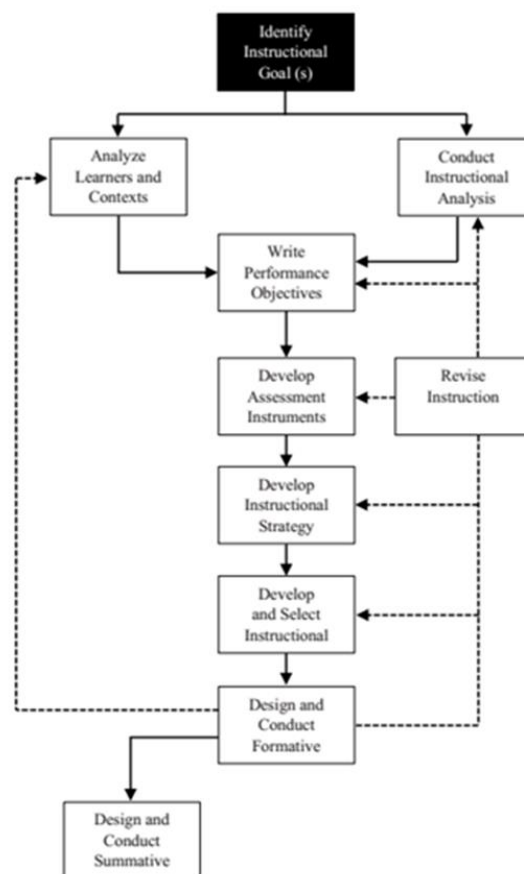 Identify
Instructional
Goal (s)
Analyze
Learners and
Contexts
Conduct
Instructional
Analysis
Write
Performance
Objectives
Develop
Assessment
Instruments
Revise
Instruction
Develop
Instructional
Strategy
Develop
and Select
Instructional
Design and
Conduct
Formative
Design and
Conduct
Summative